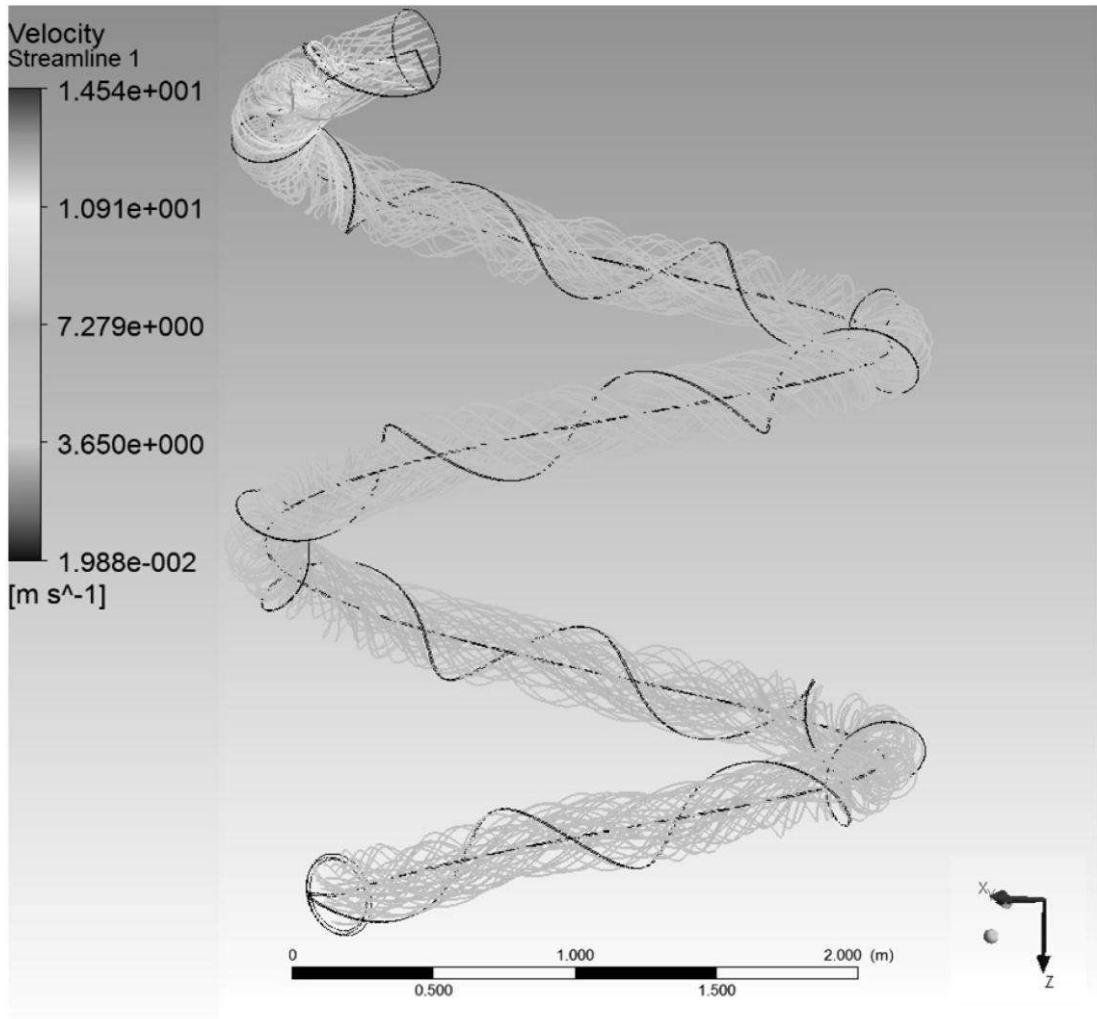 Velocity
Streamline 1
1.454e+001
1.091e+001
7.279e+000
3.650e+000
1.988e-002
[m s^-1]
0 1.000 2.000 (m)
0.500 1.500
X Y
Z